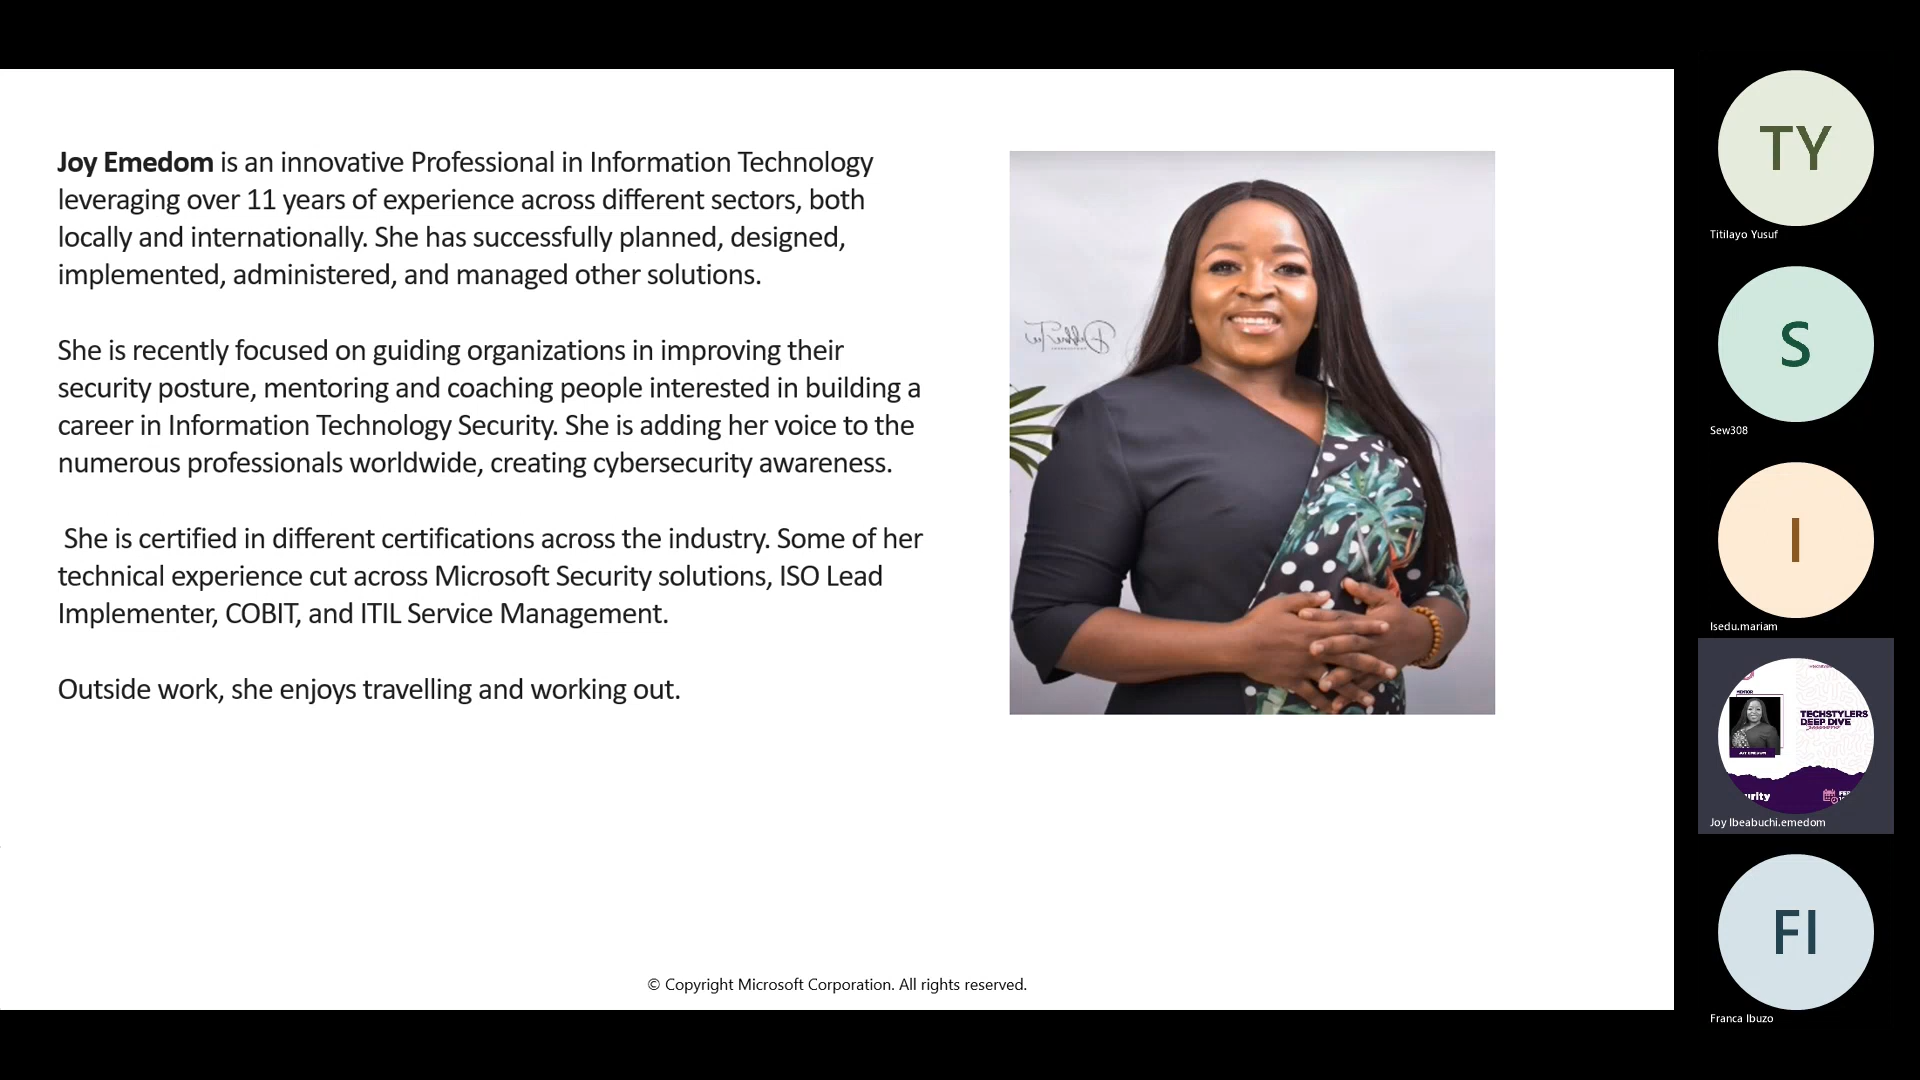 Joy Emedom is an innovative Professional in Information Technology
leveraging over 11 years of experience across different sectors, both
locally and internationally. She has successfully planned, designed,
implemented, administered, and managed other solutions.
She is recently focused on guiding organizations in improving their
security posture, mentoring and coaching people interested in building a
career in Information Technology Security. She is adding her voice to the
numerous professionals worldwide, creating cybersecurity awareness.
She is certified in different certifications across the industry. Some of her
technical experience cut across Microsoft Security solutions, ISO Lead
Implementer, COBIT, and ITIL Service Management.
Outside work, she enjoys travelling and working out.
© Copyright Microsoft Corporation. All rights reserved.
TY
Titilayo Yusuf
S
Sew308
I
Isedu.mariam
MENTOR
JOY EMEDOM
TECHSTYLERS
DEEP DIVE
urity
FEB
Joy Ibeabuchi.emedom
FI
Franca Ibuzo